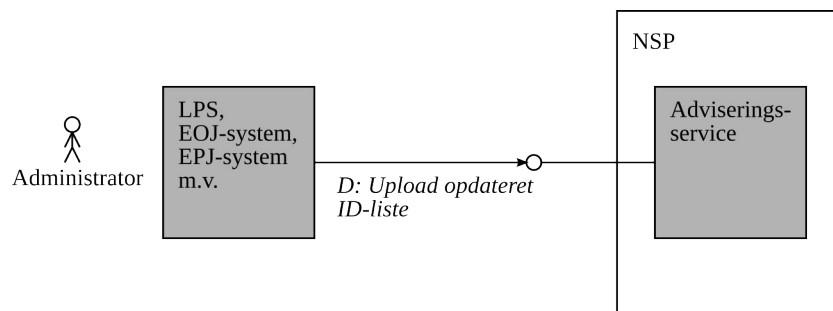 NSP
LPS,
EOJ-system,
EPJ-system
m.v.
Adviserings-
service
Administrator
D: Upload opdateret
ID-liste